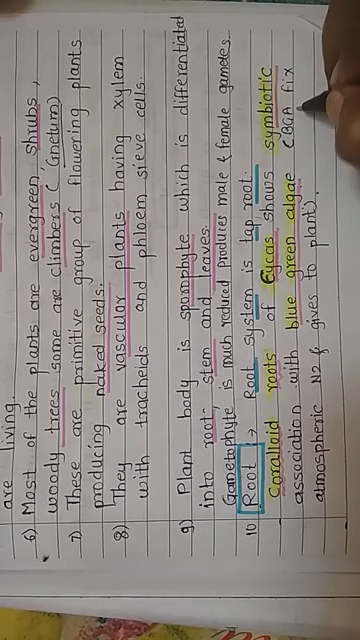 are living.
6) Most of the plants are evergreen, shrubs,
woody trees some are climbers (Gnetum)
7) These are primitive group of flowering plants
producing naked seeds.
8) They are vascular plants having xylem
with tracheids and phloem sieve cells.
9) Plant body is sporophyte which is differentiated
into root, stem and leaves.
Gametophyte is much reduced produces male & female gametes.
10 Root → Root system is tap root.
Coralloid roots of Cycas shows symbiotic
association with blue green algae (BGA fix
atmospheric N2 & gives to plant).